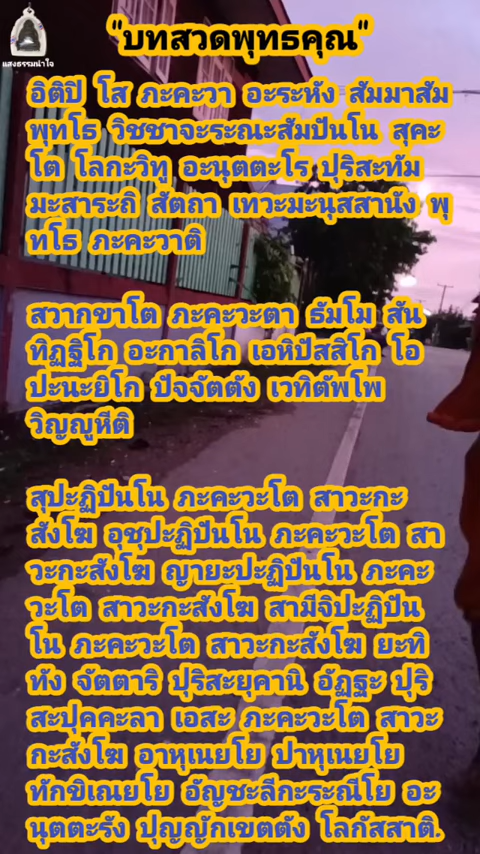 "บทสวดพุทธคุณ"
แสงธรรมนำใจ
อิติปิ โส ภะคะวา อะระหัง สัมมาสัม
พุทโธ วิชชาจะระณะสัมปันโน สุคะ
โต โลกะวิทู อะนุตตะโร ปุริสะทัม
มะสาระถิ สัตถา เทวะมะนุสสานัง พุ
ทโธ ภะคะวาติ
สวากขาโต ภะคะวะตา ธัมโม สัน
ทิฏฐิโก อะกาลิโก เอหิปัสสิโก โอ
ปะนะยิโก ปัจจัตตัง เวทิตัพโพ
วิญญูหีติ
สุปะฏิปันโน ภะคะวะโต สาวะกะ
สังโฆ อุชุปะฏิปันโน ภะคะวะโต สา
วะกะสังโฆ ญายะปะฏิปันโน ภะคะ
วะโต สาวะกะสังโฆ สามีจิปะฏิปัน
โน ภะคะวะโต สาวะกะสังโฆ ยะทิ
ทัง จัตตาริ ปุริสะยุคานิ อัฏฐะ ปุริ
สะปุคคะลา เอสะ ภะคะวะโต สาวะ
กะสังโฆ อาหุเนยโย ปาหุเนยโย
ทักขิเณยโย อัญชะลีกะระณีโย อะ
นุตตะรัง ปุญญักเขตตัง โลกัสสาติ.